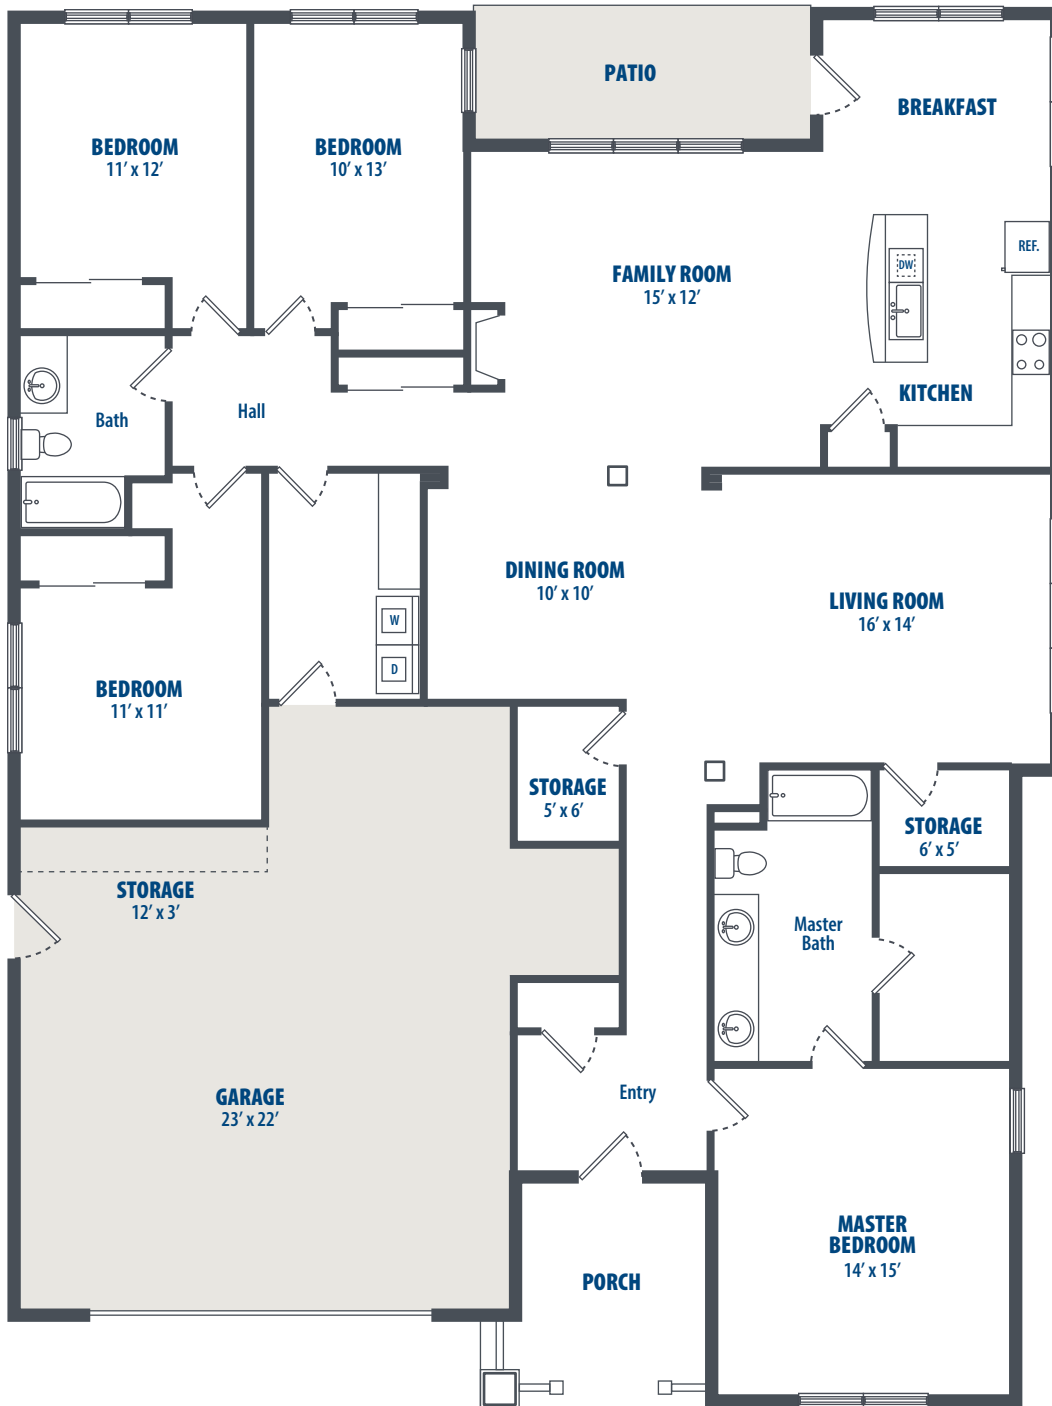 PATIO
BREAKFAST
BEDROOM
11′ x 12′
BEDROOM
10′ x 13′
REF.
DW
FAMILY ROOM
15′ x 12′
KITCHEN
Bath
Hall
DINING ROOM
10′ x 10′
LIVING ROOM
16′ x 14′
W
D
BEDROOM
11′ x 11′
STORAGE
5′ x 6′
STORAGE
6′ x 5′
STORAGE
12′ x 3′
Master
Bath
GARAGE
23′ x 22′
Entry
MASTER
BEDROOM
14′ x 15′
PORCH